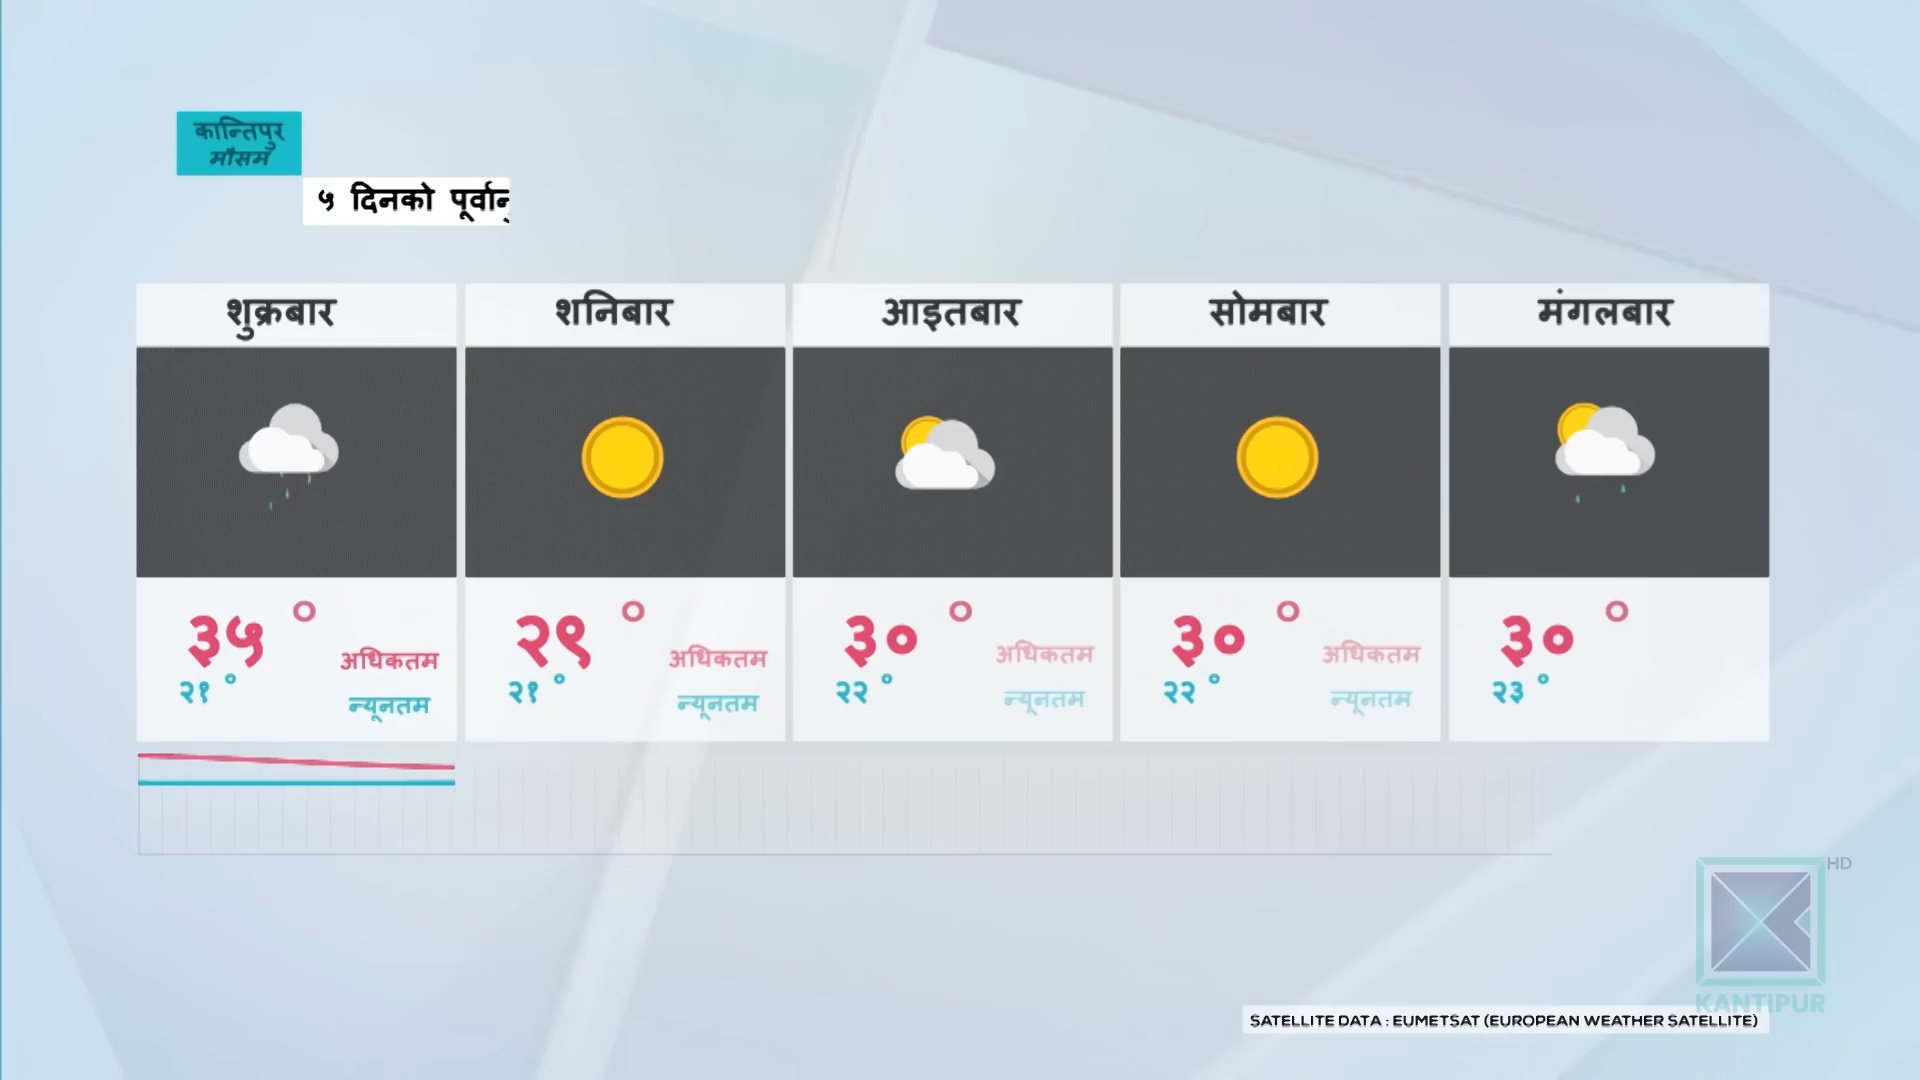 कान्तिपुर
मौसम
५ दिनको पूर्वानु
शुक्रबार
शनिबार
आइतबार
सोमबार
मंगलबार
३५°
अधिकतम
२१°
न्यूनतम
२९°
अधिकतम
२१°
न्यूनतम
३०°
अधिकतम
२२°
न्यूनतम
३०°
अधिकतम
२२°
न्यूनतम
३०°
२३°
HD
KANTIPUR
SATELLITE DATA : EUMETSAT (EUROPEAN WEATHER SATELLITE)